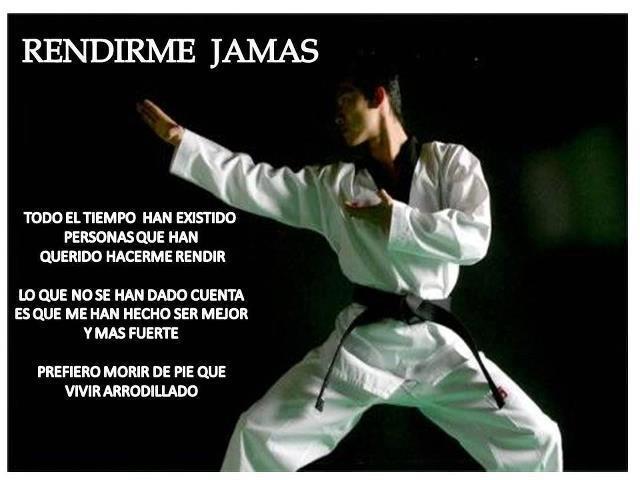 RENDIRME JAMAS
TODO EL TIEMPO HAN EXISTIDO
PERSONAS QUE HAN
QUERIDO HACERME RENDIR
LO QUE NO SE HAN DADO CUENTA
ES QUE ME HAN HECHO SER MEJOR
Y MAS FUERTE
PREFIERO MORIR DE PIE QUE
VIVIR ARRODILLADO